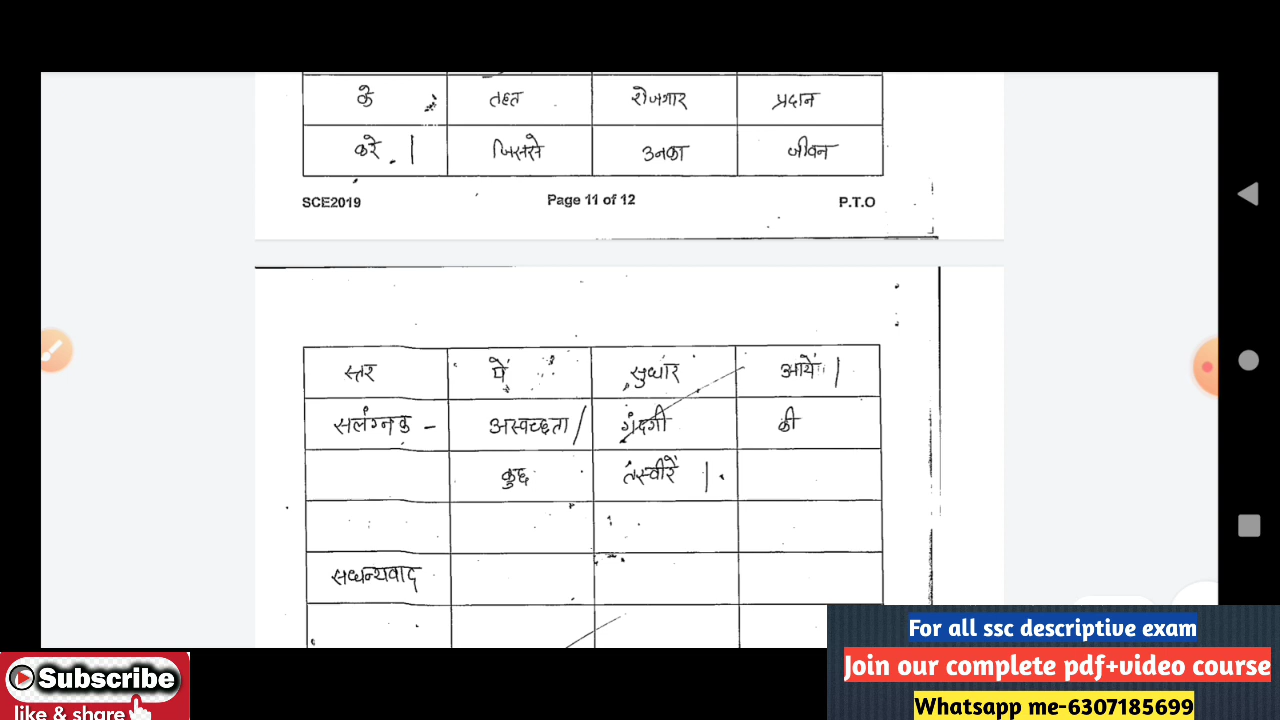 के तहत रोजगार प्रदान
करे । जिससे उनका जीवन
SCE2019 Page 11 of 12 P.T.O
स्तर में सुधार आयें ।
सलंग्नक - अस्वच्छता / गंदगी की
कुछ तस्वीरें ।
सधन्यवाद
For all ssc descriptive exam
Join our complete pdf+video course
Whatsapp me-6307185699
Subscribe
like & share